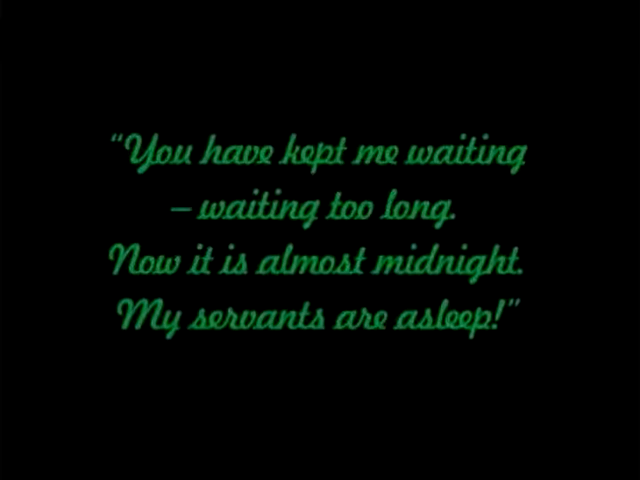 “You have kept me waiting
– waiting too long.
Now it is almost midnight.
My servants are asleep!”